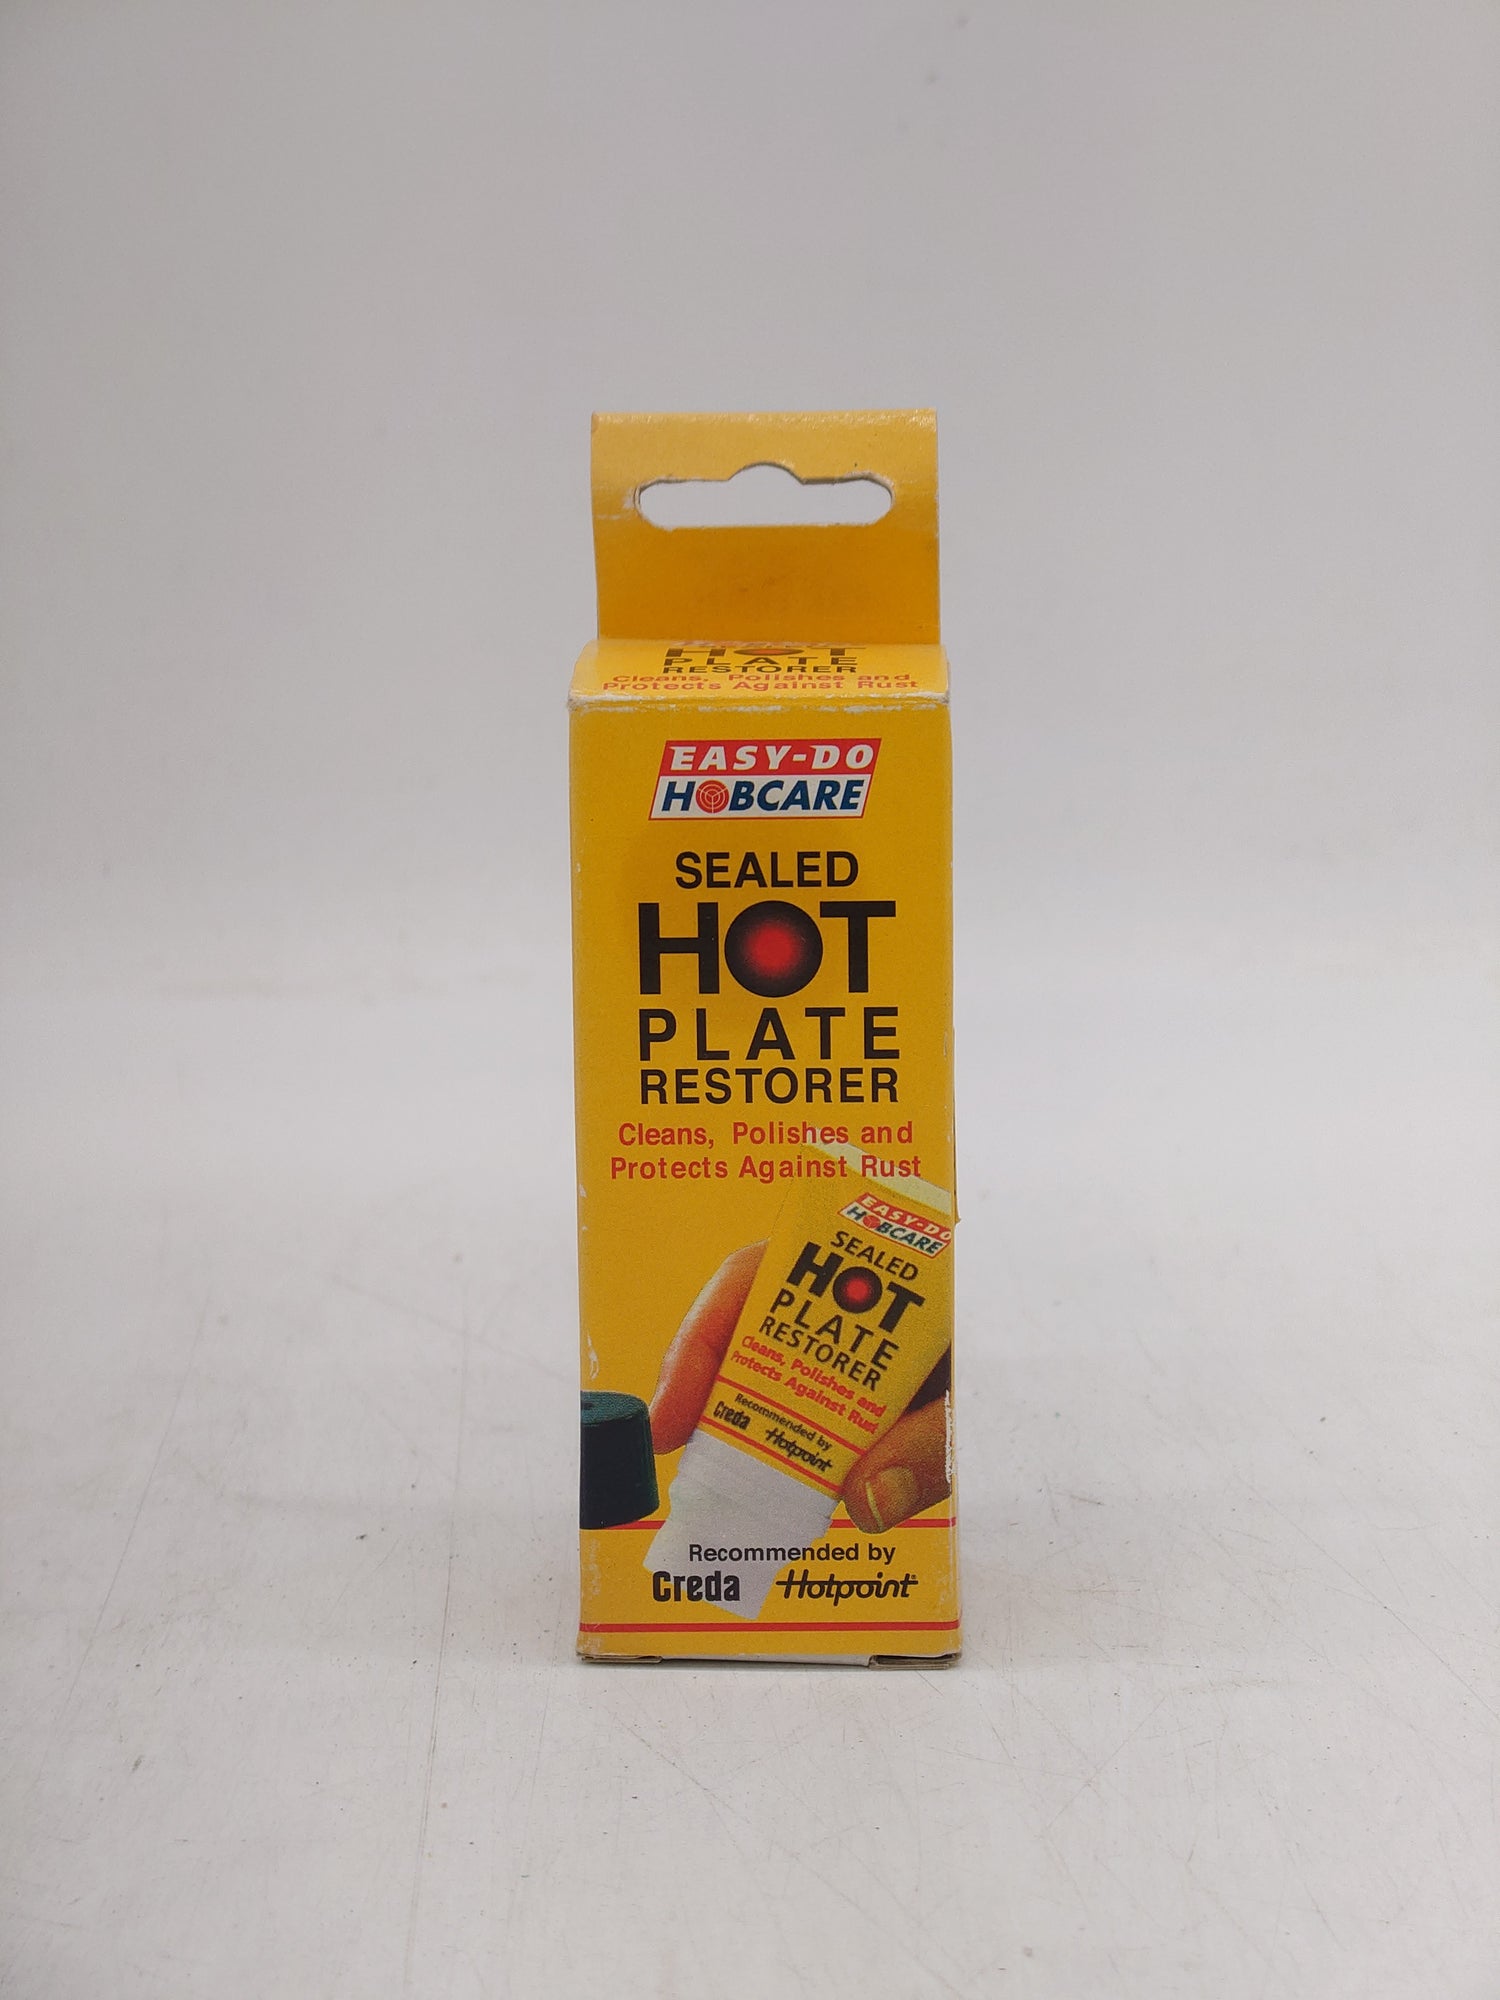 HOT
PLATE
RESTORER
Cleans, Polishes and
Protects Against Rust
EASY-DO
HOBCARE
SEALED
HOT
PLATE
RESTORER
Cleans, Polishes and
Protects Against Rust
EASY-DO
HOBCARE
SEALED
HOT
PLATE
RESTORER
Cleans, Polishes and
Protects Against Rust
Recommended by
Creda Hotpoint
Recommended by
Creda Hotpoint®